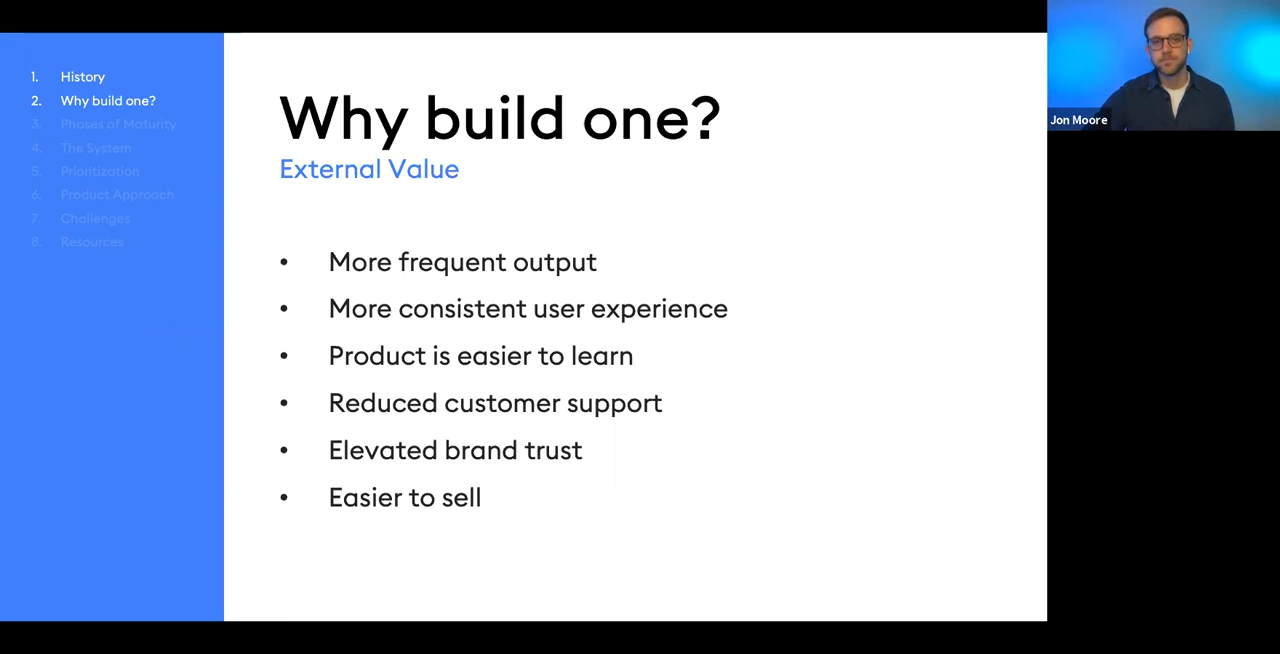 1. History
2. Why build one?
3. Phases of Maturity
4. The System
5. Prioritization
6. Product Approach
7. Challenges
8. Resources
Why build one?
External Value
• More frequent output
• More consistent user experience
• Product is easier to learn
• Reduced customer support
• Elevated brand trust
• Easier to sell
Jon Moore